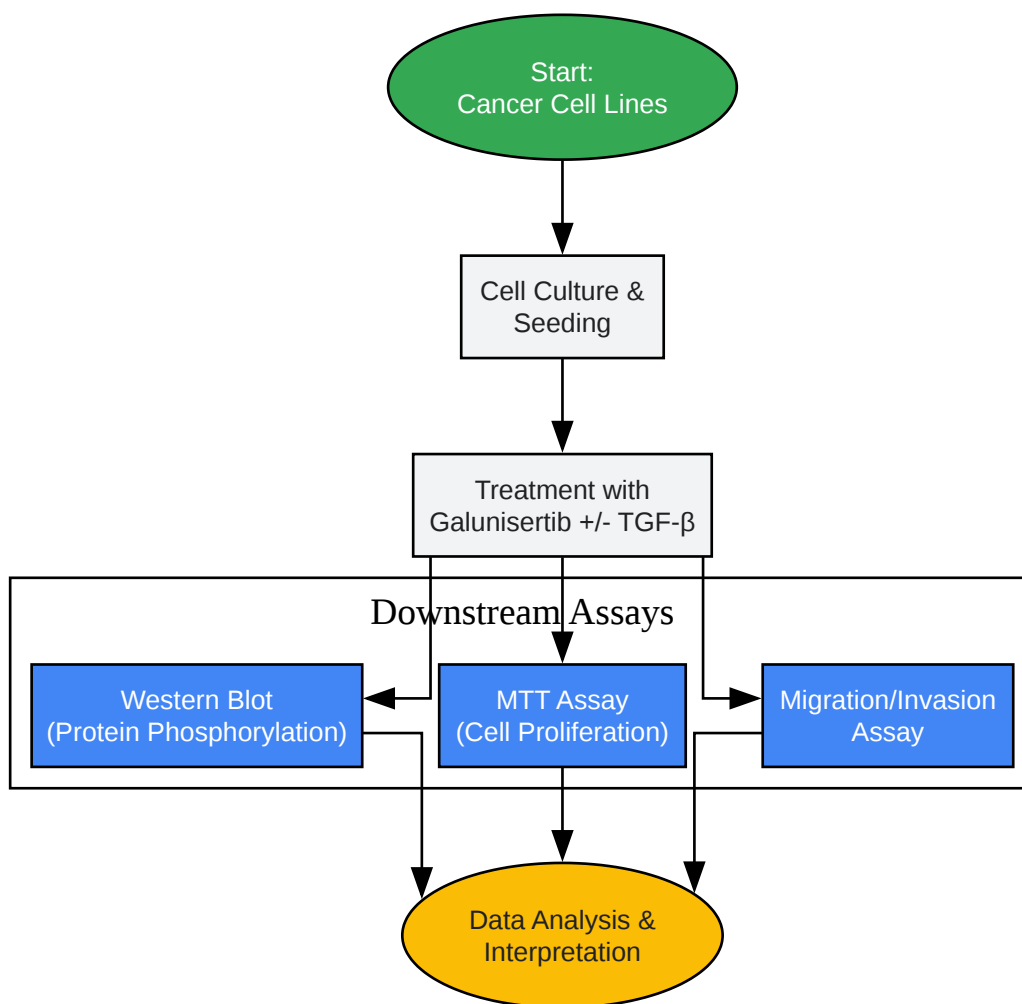 Start:
Cancer Cell Lines
Cell Culture &
Seeding
Treatment with
Galunisertib +/- TGF-β
Downstream Assays
Western Blot
(Protein Phosphorylation)
MTT Assay
(Cell Proliferation)
Migration/Invasion
Assay
Data Analysis &
Interpretation